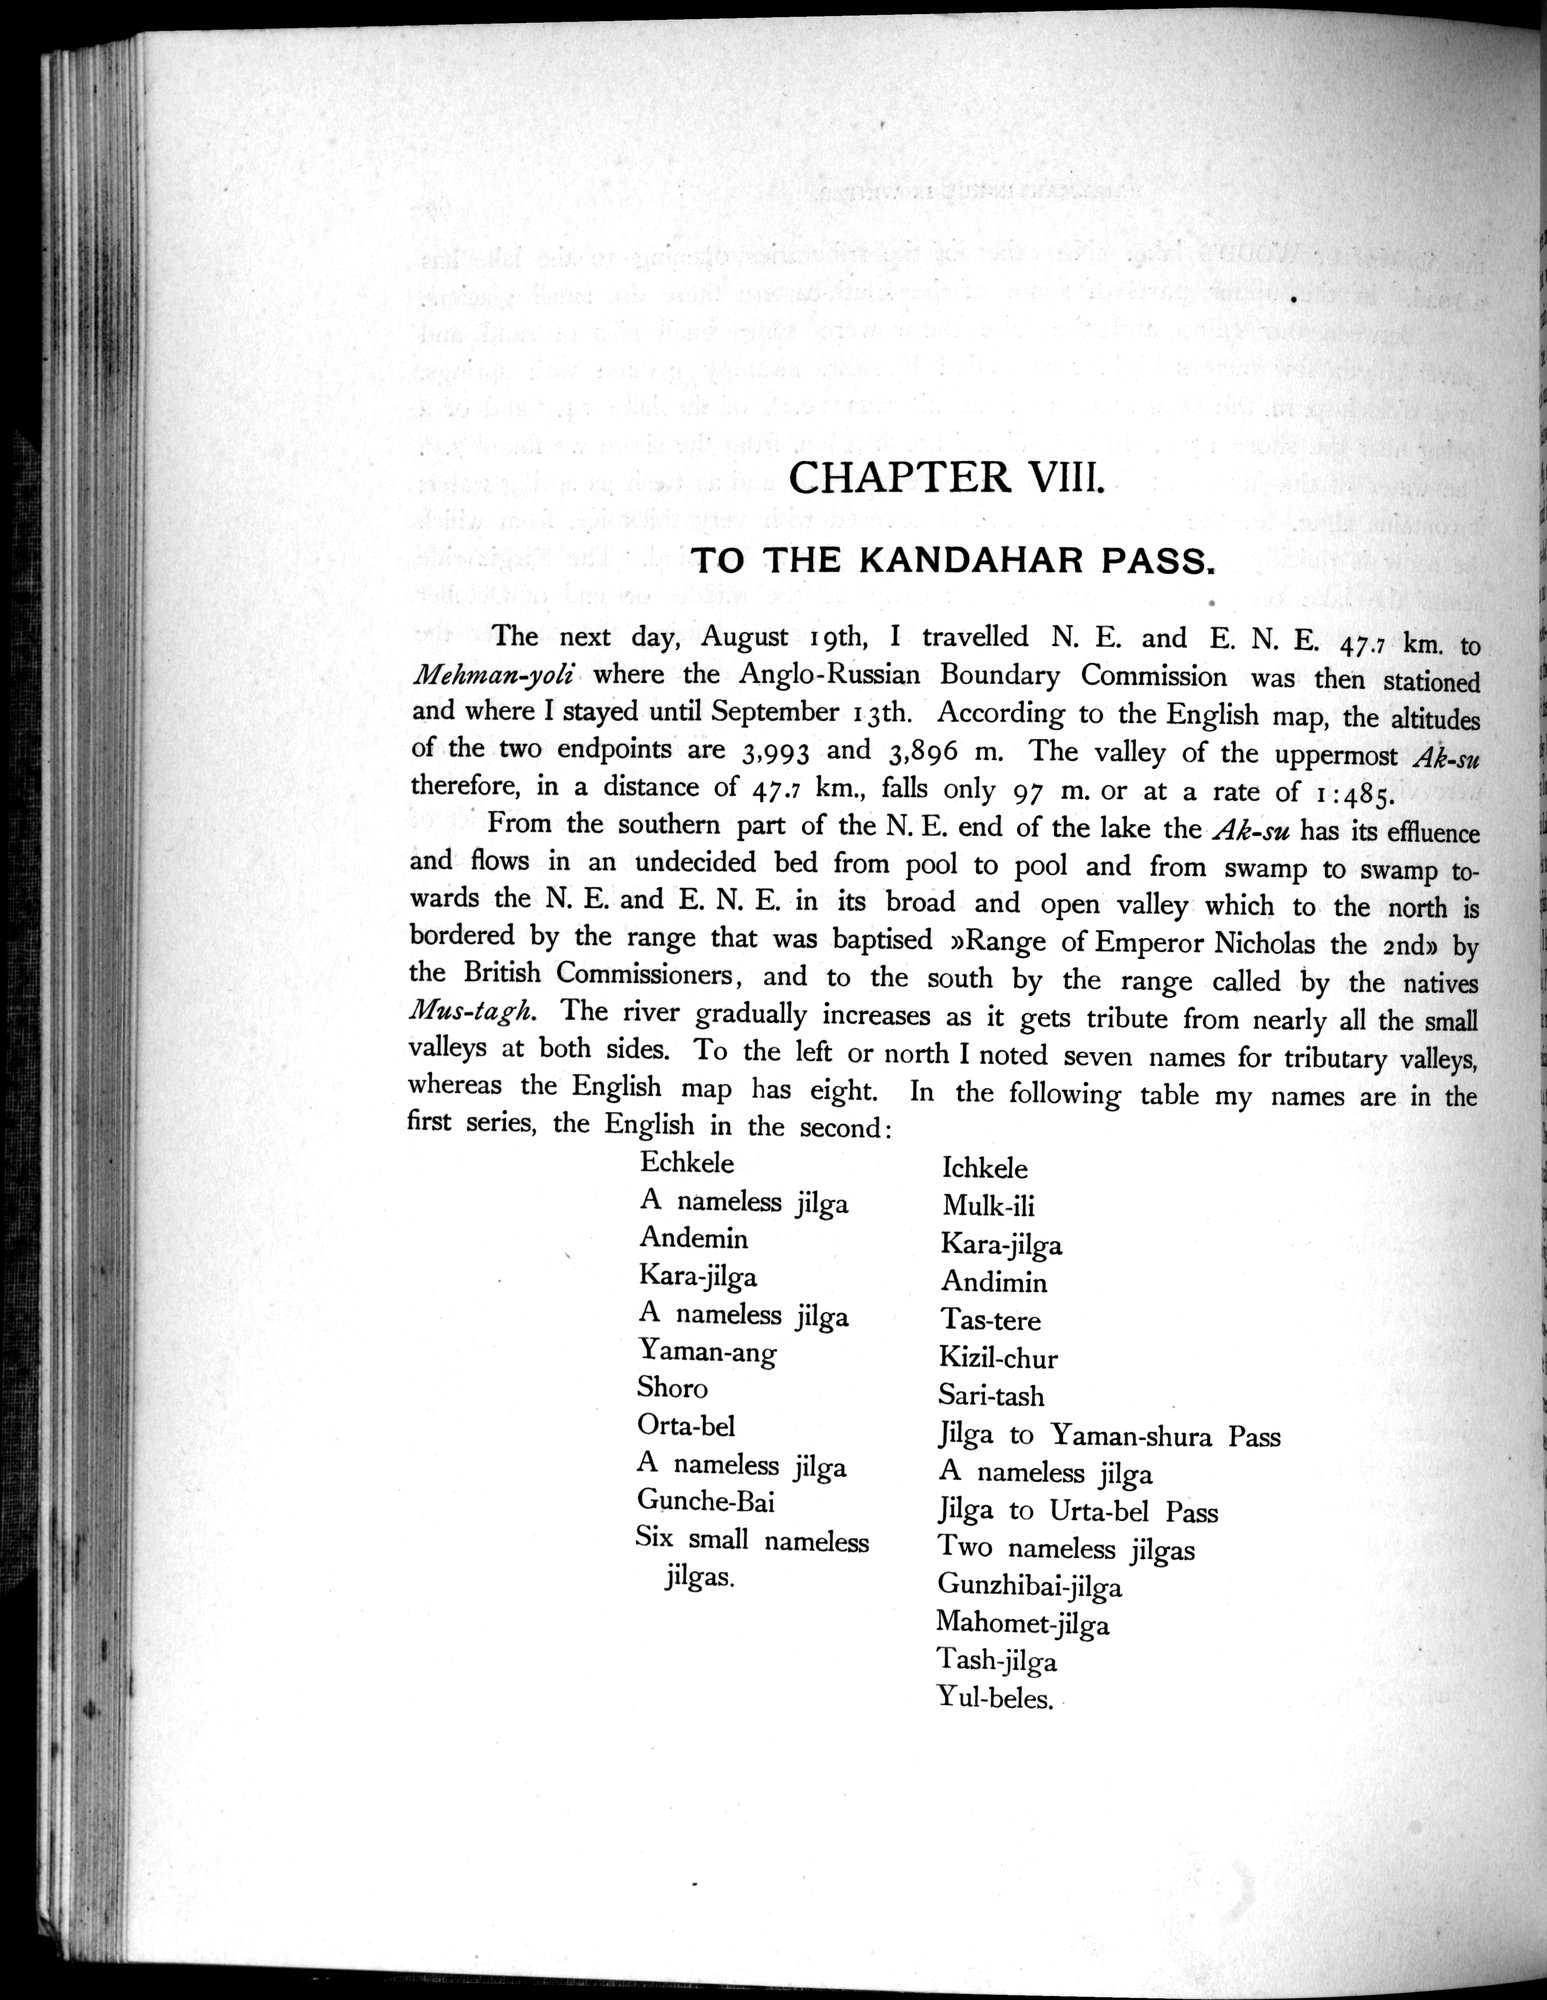 CHAPTER VIII.
TO THE KANDAHAR PASS.
The next day, August 19th, I travelled N. E. and E. N. E. 47.7 km. to
Mehman-yoli where the Anglo-Russian Boundary Commission was then stationed
and where I stayed until September 13th. According to the English map, the altitudes
of the two endpoints are 3,993 and 3,896 m. The valley of the uppermost Ak-su
therefore, in a distance of 47.7 km., falls only 97 m. or at a rate of 1:485.
From the southern part of the N. E. end of the lake the Ak-su has its effluence
and flows in an undecided bed from pool to pool and from swamp to swamp to-
wards the N. E. and E. N. E. in its broad and open valley which to the north is
bordered by the range that was baptised »Range of Emperor Nicholas the 2nd» by
the British Commissioners, and to the south by the range called by the natives
Mus-tagh. The river gradually increases as it gets tribute from nearly all the small
valleys at both sides. To the left or north I noted seven names for tributary valleys,
whereas the English map has eight. In the following table my names are in the
first series, the English in the second:
Echkele Ichkele
A nameless jilga Mulk-ili
Andemin Kara-jilga
Kara-jilga Andimin
A nameless jilga Tas-tere
Yaman-ang Kizil-chur
Shoro Sari-tash
Orta-bel Jilga to Yaman-shura Pass
A nameless jilga A nameless jilga
Gunche-Bai Jilga to Urta-bel Pass
Six small nameless Two nameless jilgas
jilgas. Gunzhibai-jilga
Mahomet-jilga
Tash-jilga
Yul-beles.